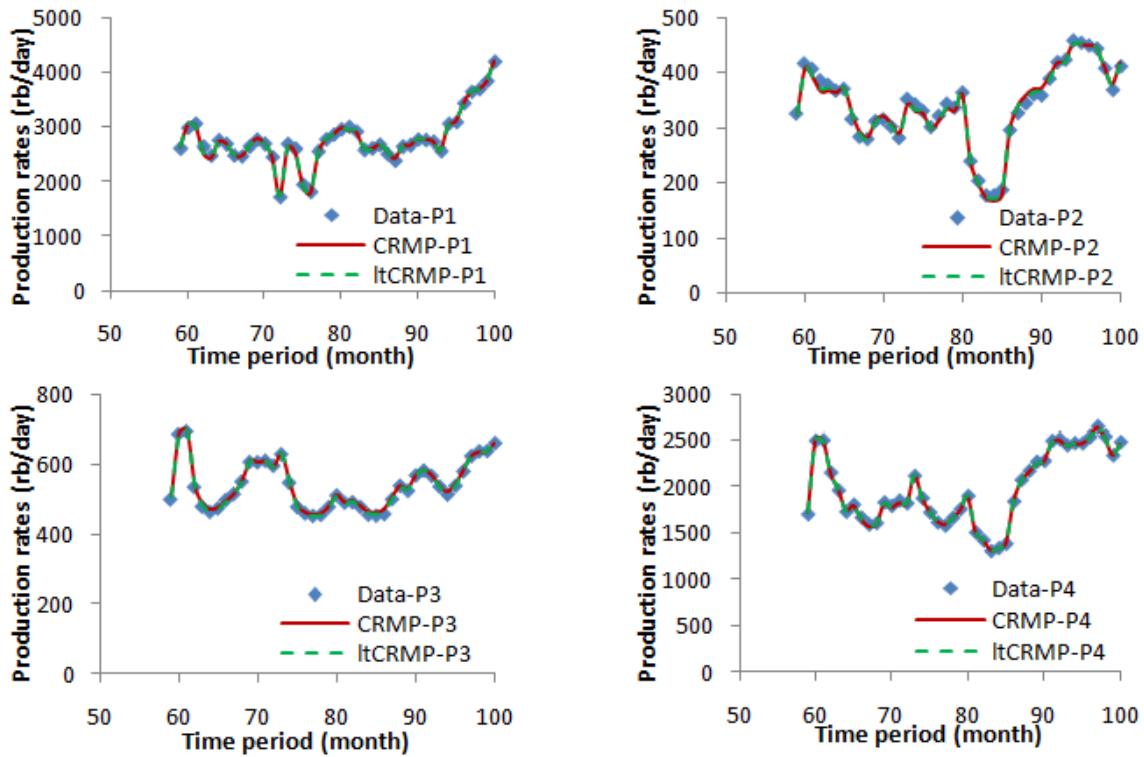 Production rates (rb/day)
5000
4000
3000
2000
1000
0
Data-P1
CRMP-P1
ltCRMP-P1
50 60 70 80 90 100
Time period (month)
Production rates (rb/day)
500
400
300
200
100
0
Data-P2
CRMP-P2
ltCRMP-P2
50 60 70 80 90 100
Time period (month)
Production rates (rb/day)
800
600
400
200
0
Data-P3
CRMP-P3
ltCRMP-P3
50 60 70 80 90 100
Time period (month)
Production rates (rb/day)
3000
2500
2000
1500
1000
500
0
Data-P4
CRMP-P4
ltCRMP-P4
50 60 70 80 90 100
Time period (month)